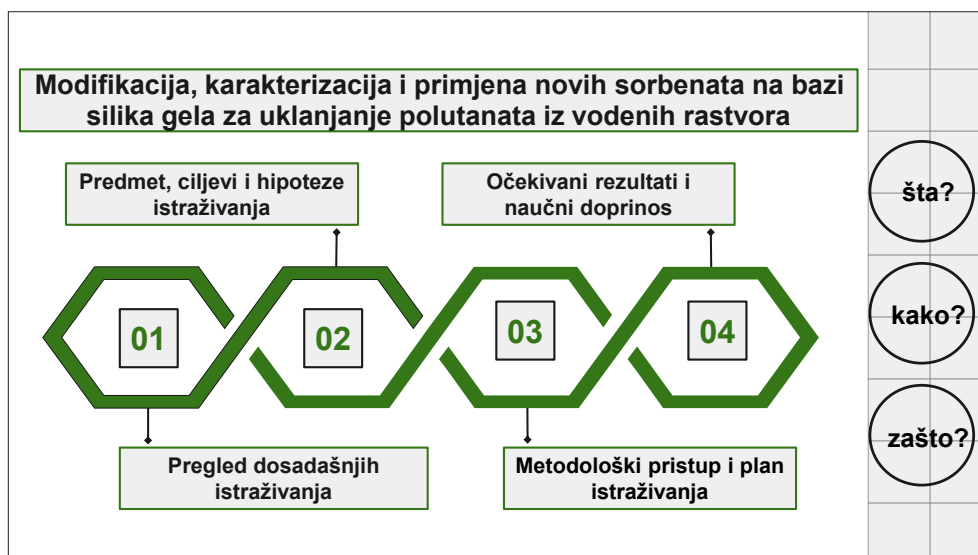 Modifikacija, karakterizacija i primjena novih sorbenata na bazi
silika gela za uklanjanje polutanata iz vodenih rastvora
Predmet, ciljevi i hipoteze
istraživanja
Očekivani rezultati i
naučni doprinos
01
02
03
04
Pregled dosadašnjih
istraživanja
Metodološki pristup i plan
istraživanja
šta?
kako?
zašto?